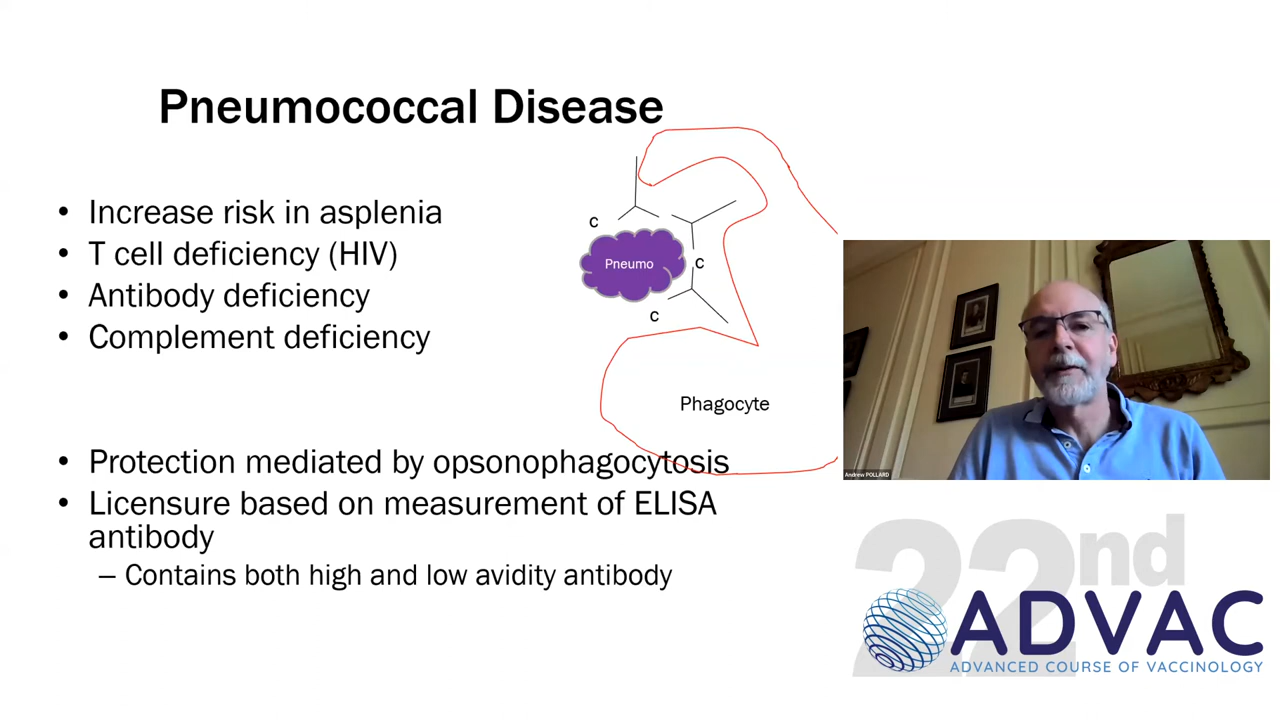 Pneumococcal Disease
• Increase risk in asplenia
• T cell deficiency (HIV)
• Antibody deficiency
• Complement deficiency
C
Pneumo
C
C
Phagocyte
• Protection mediated by opsonophagocytosis
• Licensure based on measurement of ELISA
antibody
– Contains both high and low avidity antibody
Andrew POLLARD
22nd
ADVAC
ADVANCED COURSE OF VACCINOLOGY